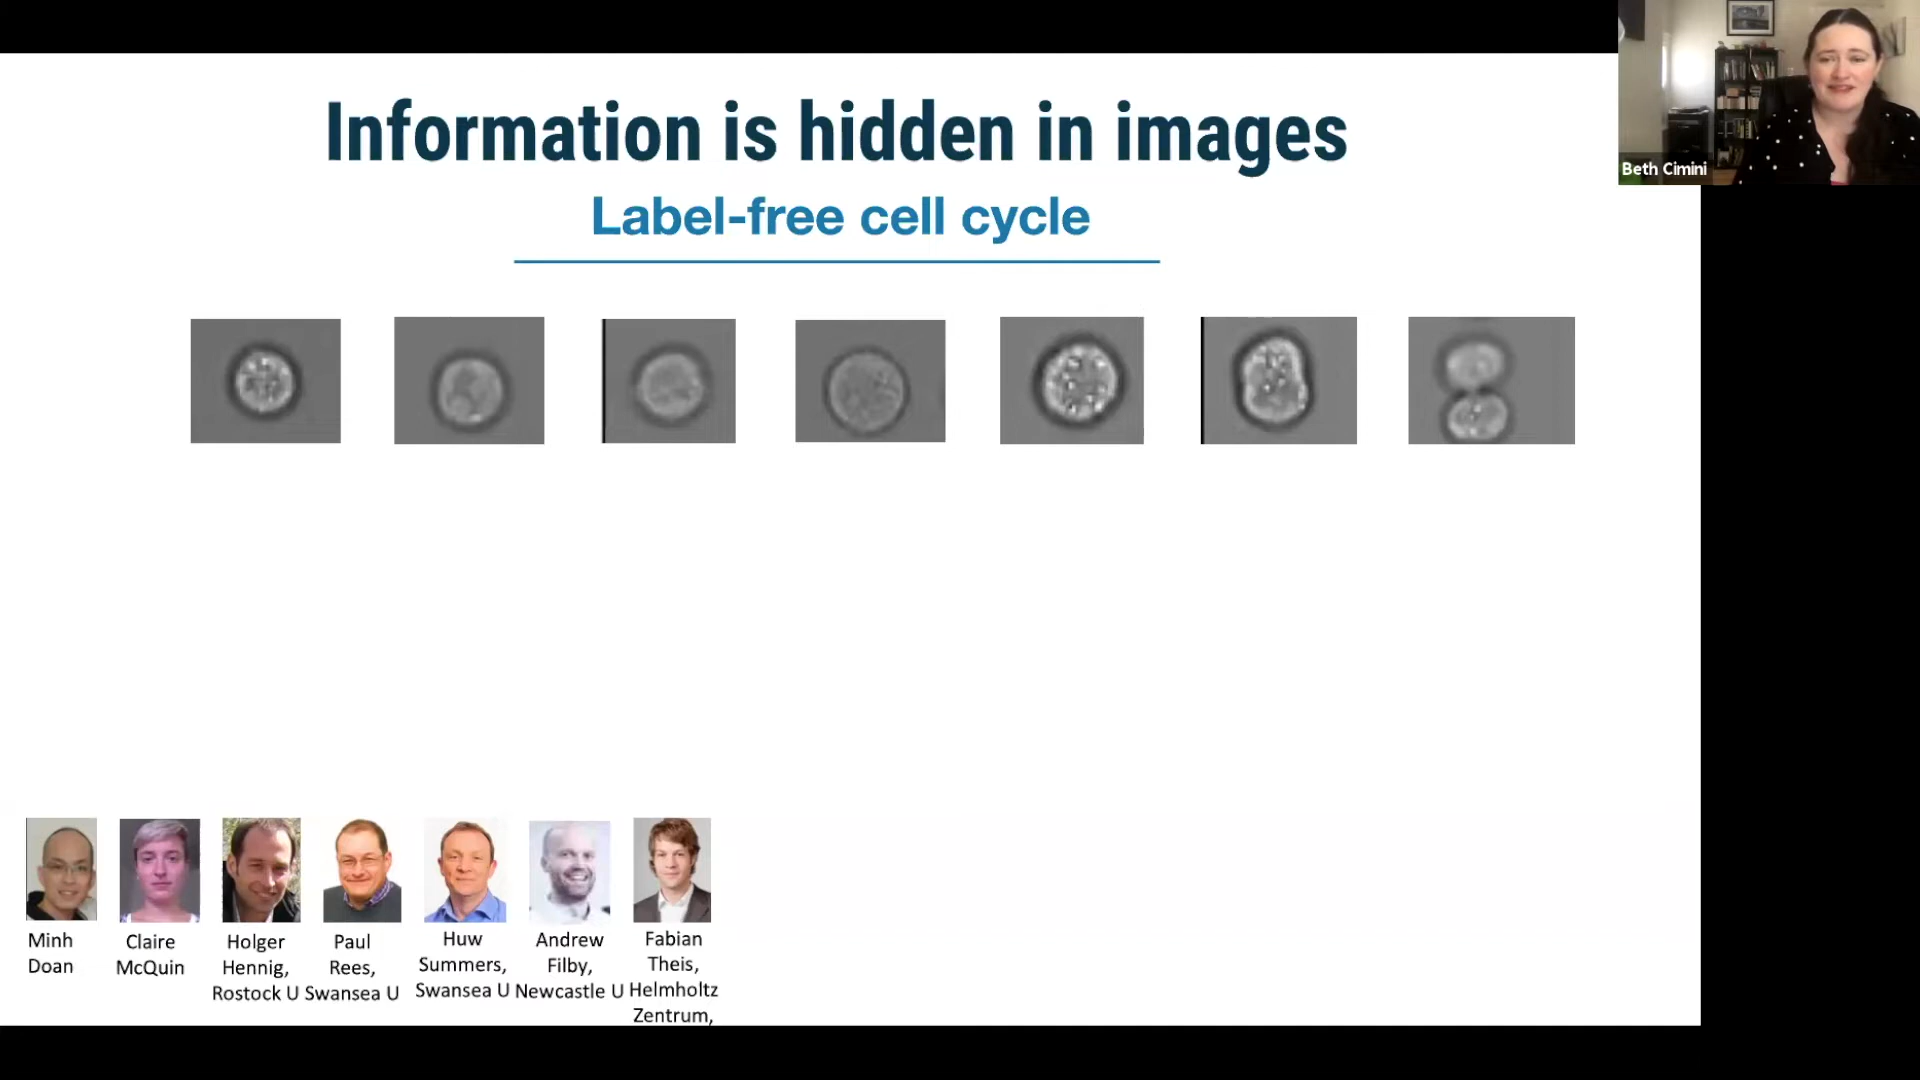 Information is hidden in images
Beth Cimini
Label-free cell cycle
Minh
Doan
Claire
McQuin
Holger
Hennig,
Rostock U
Paul
Rees,
Swansea U
Huw
Summers,
Swansea U
Andrew
Filby,
Newcastle U
Fabian
Theis,
Helmholtz
Zentrum,